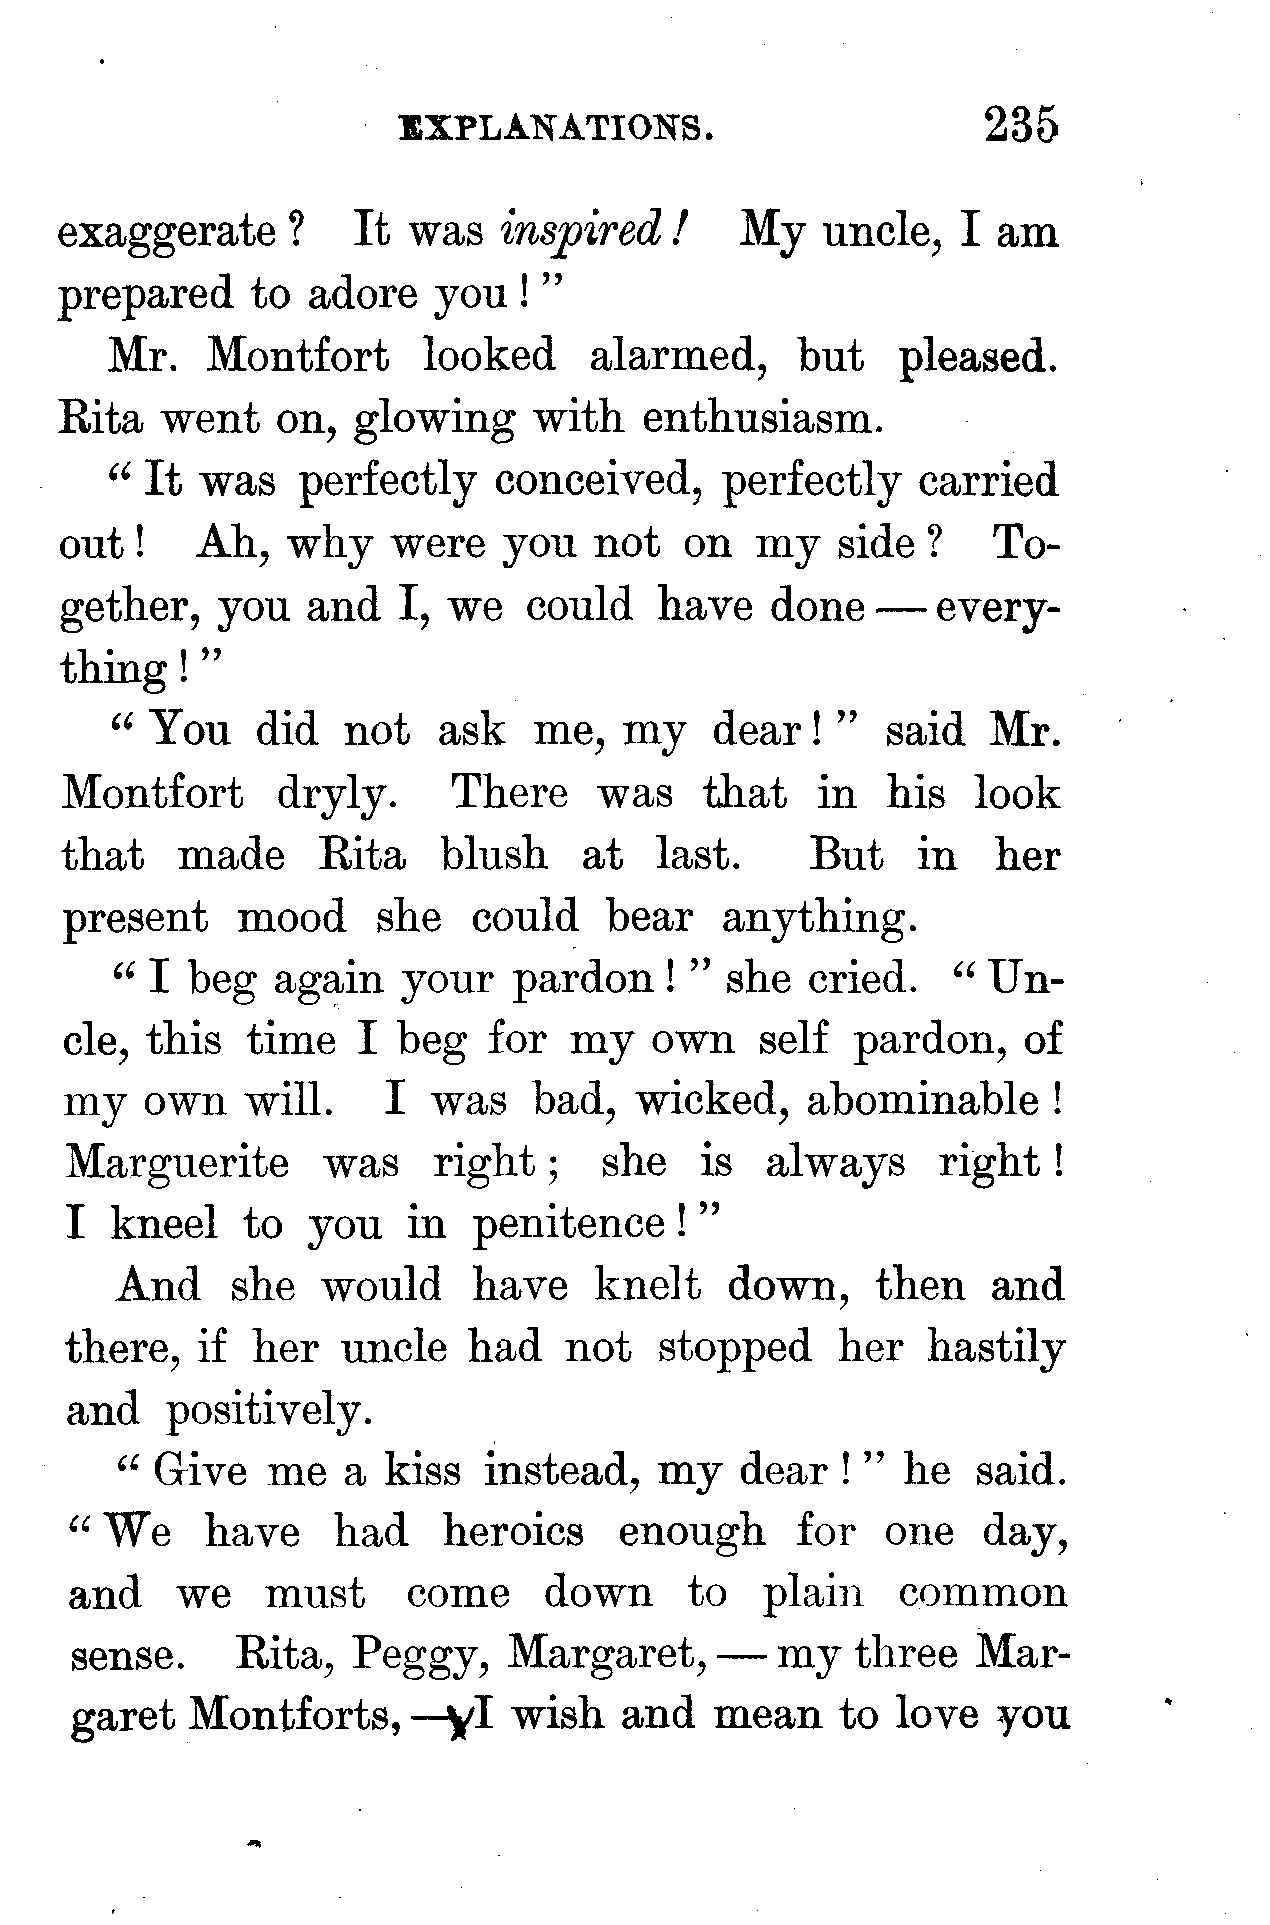 EXPLANATIONS. 235
exaggerate? It was inspired! My uncle, I am
prepared to adore you!"
Mr. Montfort looked alarmed, but pleased.
Rita went on, glowing with enthusiasm.
"It was perfectly conceived, perfectly carried
out! Ah, why were you not on my side? To-
gether, you and I, we could have done — every-
thing!"
"You did not ask me, my dear!" said Mr.
Montfort dryly. There was that in his look
that made Rita blush at last. But in her
present mood she could bear anything.
"I beg again your pardon!" she cried. "Un-
cle, this time I beg for my own self pardon, of
my own will. I was bad, wicked, abominable!
Marguerite was right; she is always right!
I kneel to you in penitence!"
And she would have knelt down, then and
there, if her uncle had not stopped her hastily
and positively.
"Give me a kiss instead, my dear!" he said.
"We have had heroics enough for one day,
and we must come down to plain common
sense. Rita, Peggy, Margaret, — my three Mar-
garet Montforts, — I wish and mean to love you